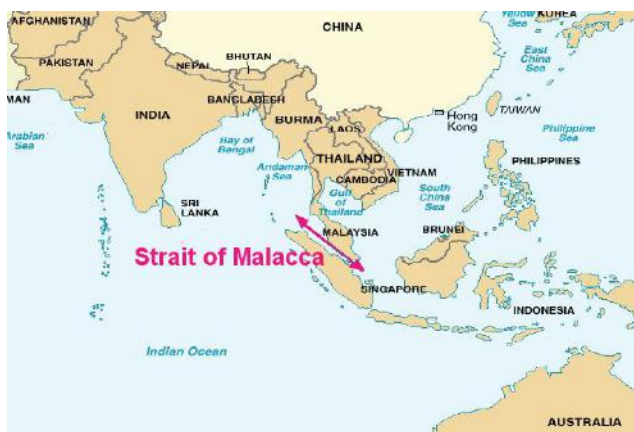 AFGHANISTAN
CHINA
Yellow
Sea
KOREA
East
China
Sea
PAKISTAN
NEPAL
BHUTAN
MAN
Arabian
Sea
INDIA
BANGLADESH
BURMA
LAOS
Hong
Kong
TAIWAN
Philippine
Sea
Bay of
Bengal
Andaman
Sea
THAILAND
CAMBODIA
VIETNAM
PHILIPPINES
Gulf
of
Thailand
South
China
Sea
SRI
LANKA
MALAYSIA
BRUNEI
Strait of Malacca
SINGAPORE
INDONESIA
Indian Ocean
AUSTRALIA